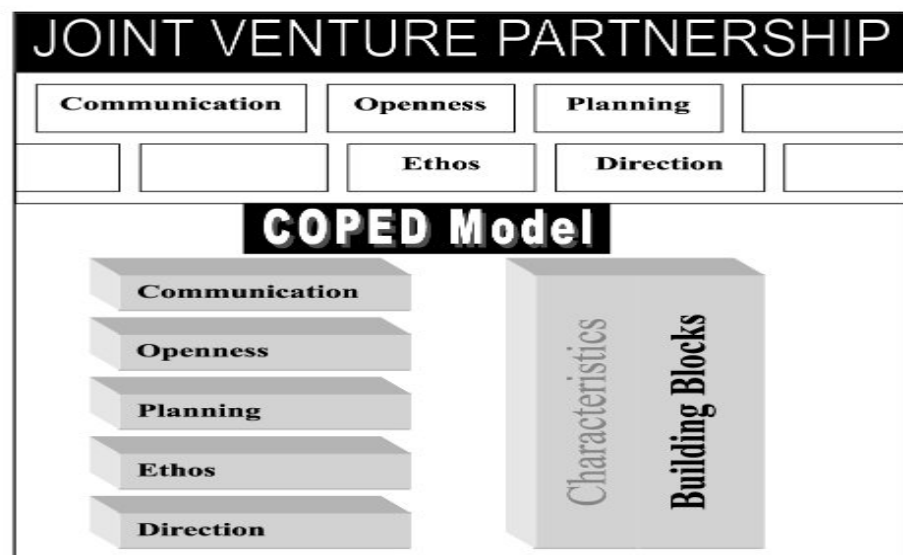 JOINT VENTURE PARTNERSHIP
Communication Openness Planning
Ethos Direction
COPED Model
Communication
Openness
Planning
Ethos
Direction
Characteristics
Building Blocks